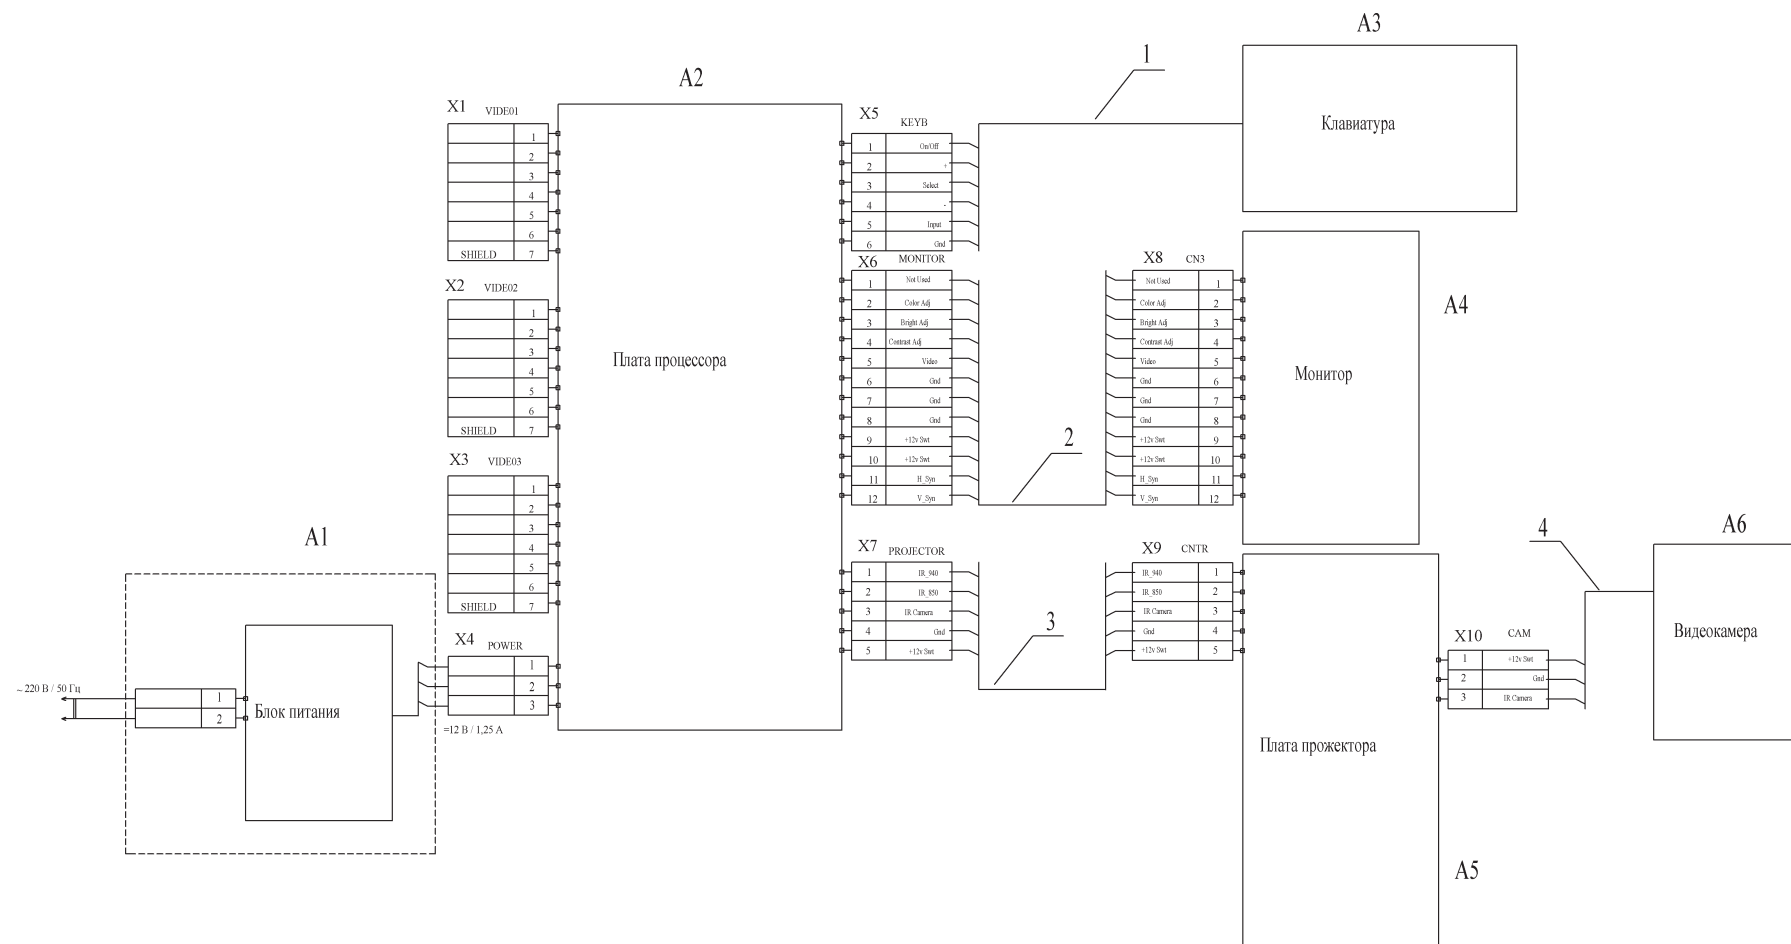 A3
1
A2
Клавиатура
X1 VIDE01
1
2
3
4
5
6
SHIELD 7
X2 VIDE02
1
2
3
4
5
6
SHIELD 7
X3 VIDE03
1
2
3
4
5
6
SHIELD 7
X4 POWER
1
2
3
=12 В / 1,25 А
A1
~ 220 В / 50 Гц
1
2
Блок питания
Плата процессора
X5 KEYB
1 On/Off
2 +
3 Select
4 -
5 Input
6 Gnd
X6 MONITOR
1 Not Used
2 Color Adj
3 Bright Adj
4 Contrast Adj
5 Video
6 Gnd
7 Gnd
8 Gnd
9 +12v Swt
10 +12v Swt
11 H_Syn
12 V_Syn
X7 PROJECTOR
1 IR_940
2 IR_850
3 IR Camera
4 Gnd
5 +12v Swt
2
3
X8 CN3
Not Used 1
Color Adj 2
Bright Adj 3
Contrast Adj 4
Video 5
Gnd 6
Gnd 7
Gnd 8
+12v Swt 9
+12v Swt 10
H_Syn 11
V_Syn 12
A4
Монитор
X9 CNTR
IR_940 1
IR_850 2
IR Camera 3
Gnd 4
+12v Swt 5
Плата прожектора
A5
X10 CAM
1 +12v Swt
2 Gnd
3 IR Camera
4
A6
Видеокамера